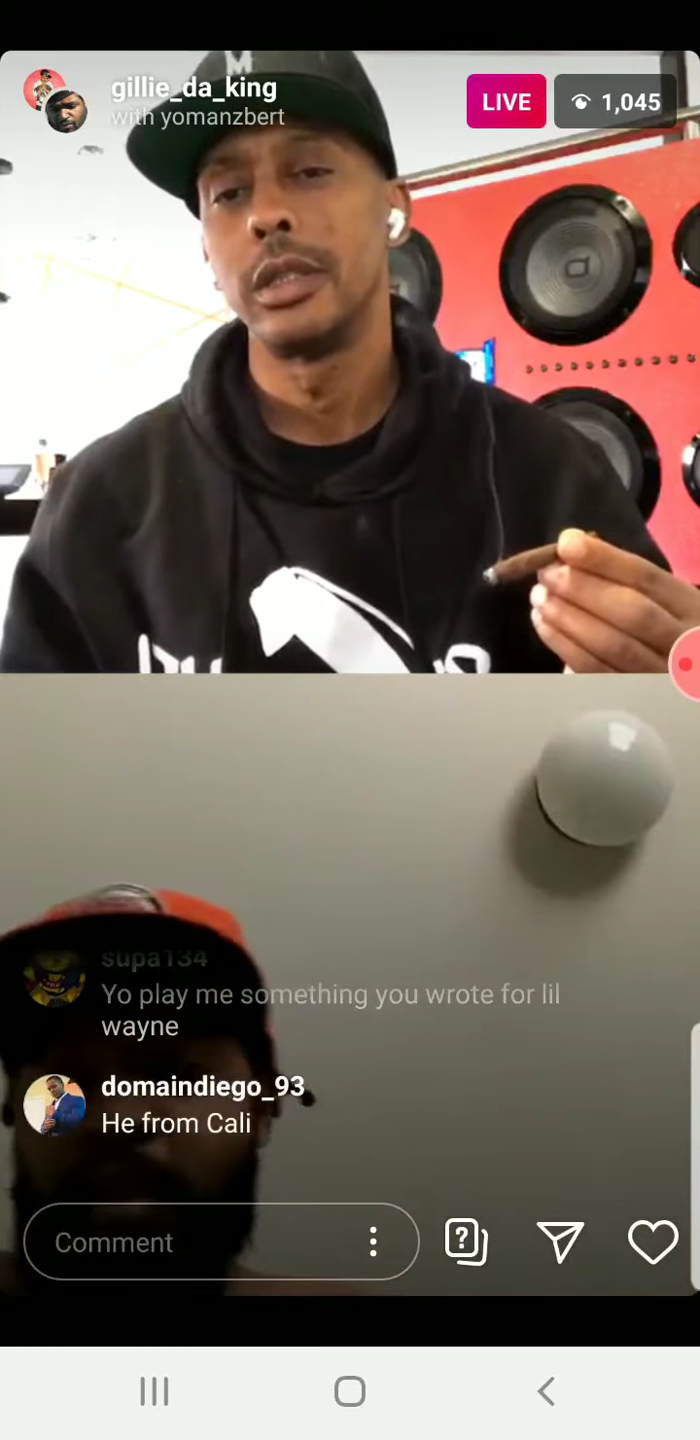 M
gillie_da_king
with yomanzbert
LIVE
1,045
supa134
Yo play me something you wrote for lil
wayne
domaindiego_93
He from Cali
Comment